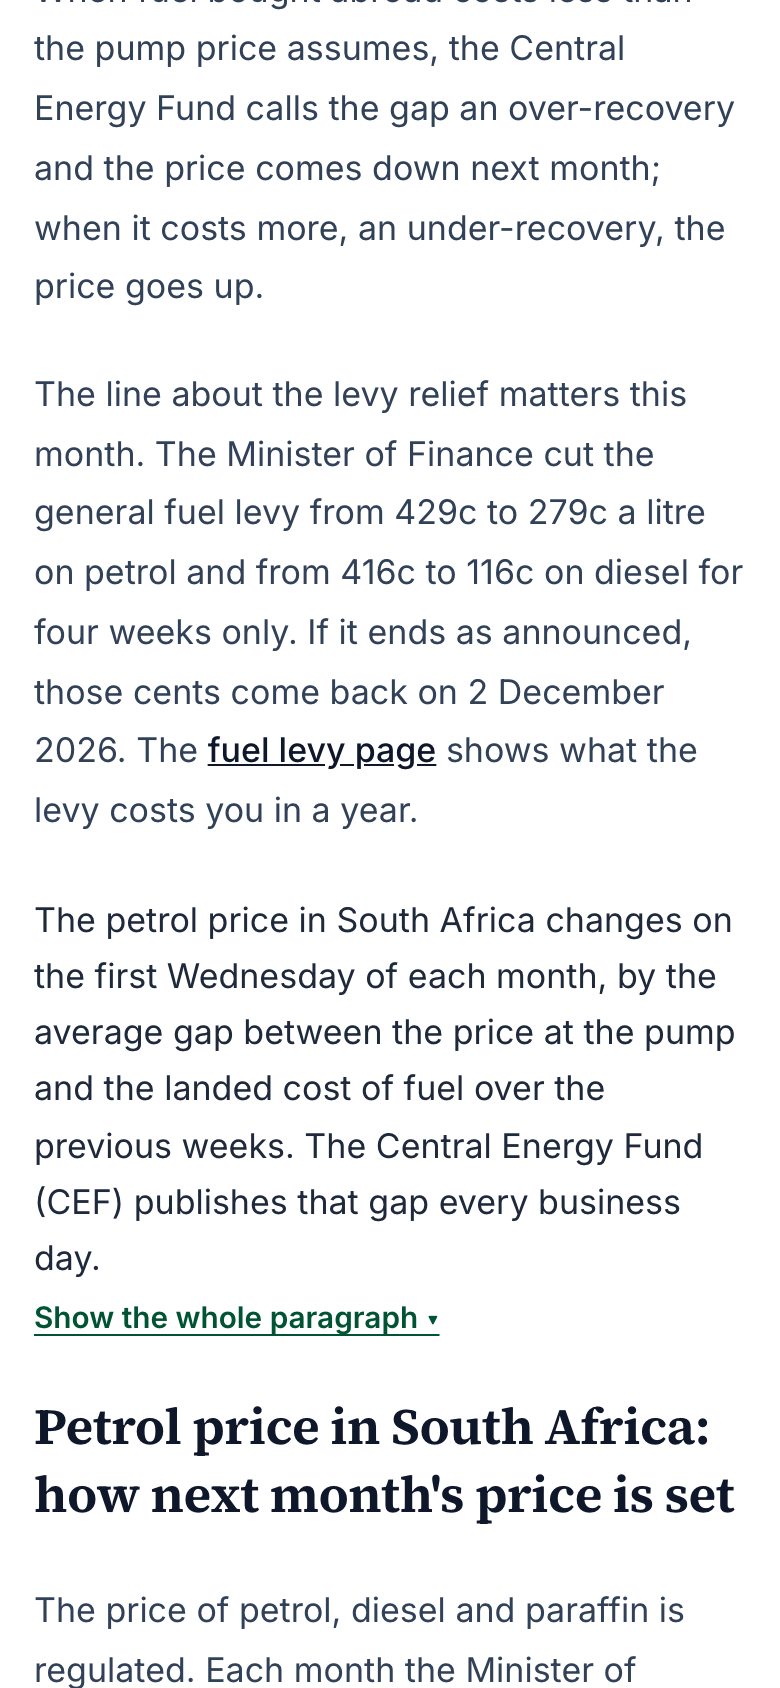 the pump price assumes, the Central
Energy Fund calls the gap an over-recovery
and the price comes down next month;
when it costs more, an under-recovery, the
price goes up.
The line about the levy relief matters this
month. The Minister of Finance cut the
general fuel levy from 429c to 279c a litre
on petrol and from 416c to 116c on diesel for
four weeks only. If it ends as announced,
those cents come back on 2 December
2026. The fuel levy page shows what the
levy costs you in a year.
The petrol price in South Africa changes on
the first Wednesday of each month, by the
average gap between the price at the pump
and the landed cost of fuel over the
previous weeks. The Central Energy Fund
(CEF) publishes that gap every business
day.
Show the whole paragraph ▾
Petrol price in South Africa:
how next month's price is set
The price of petrol, diesel and paraffin is
regulated. Each month the Minister of